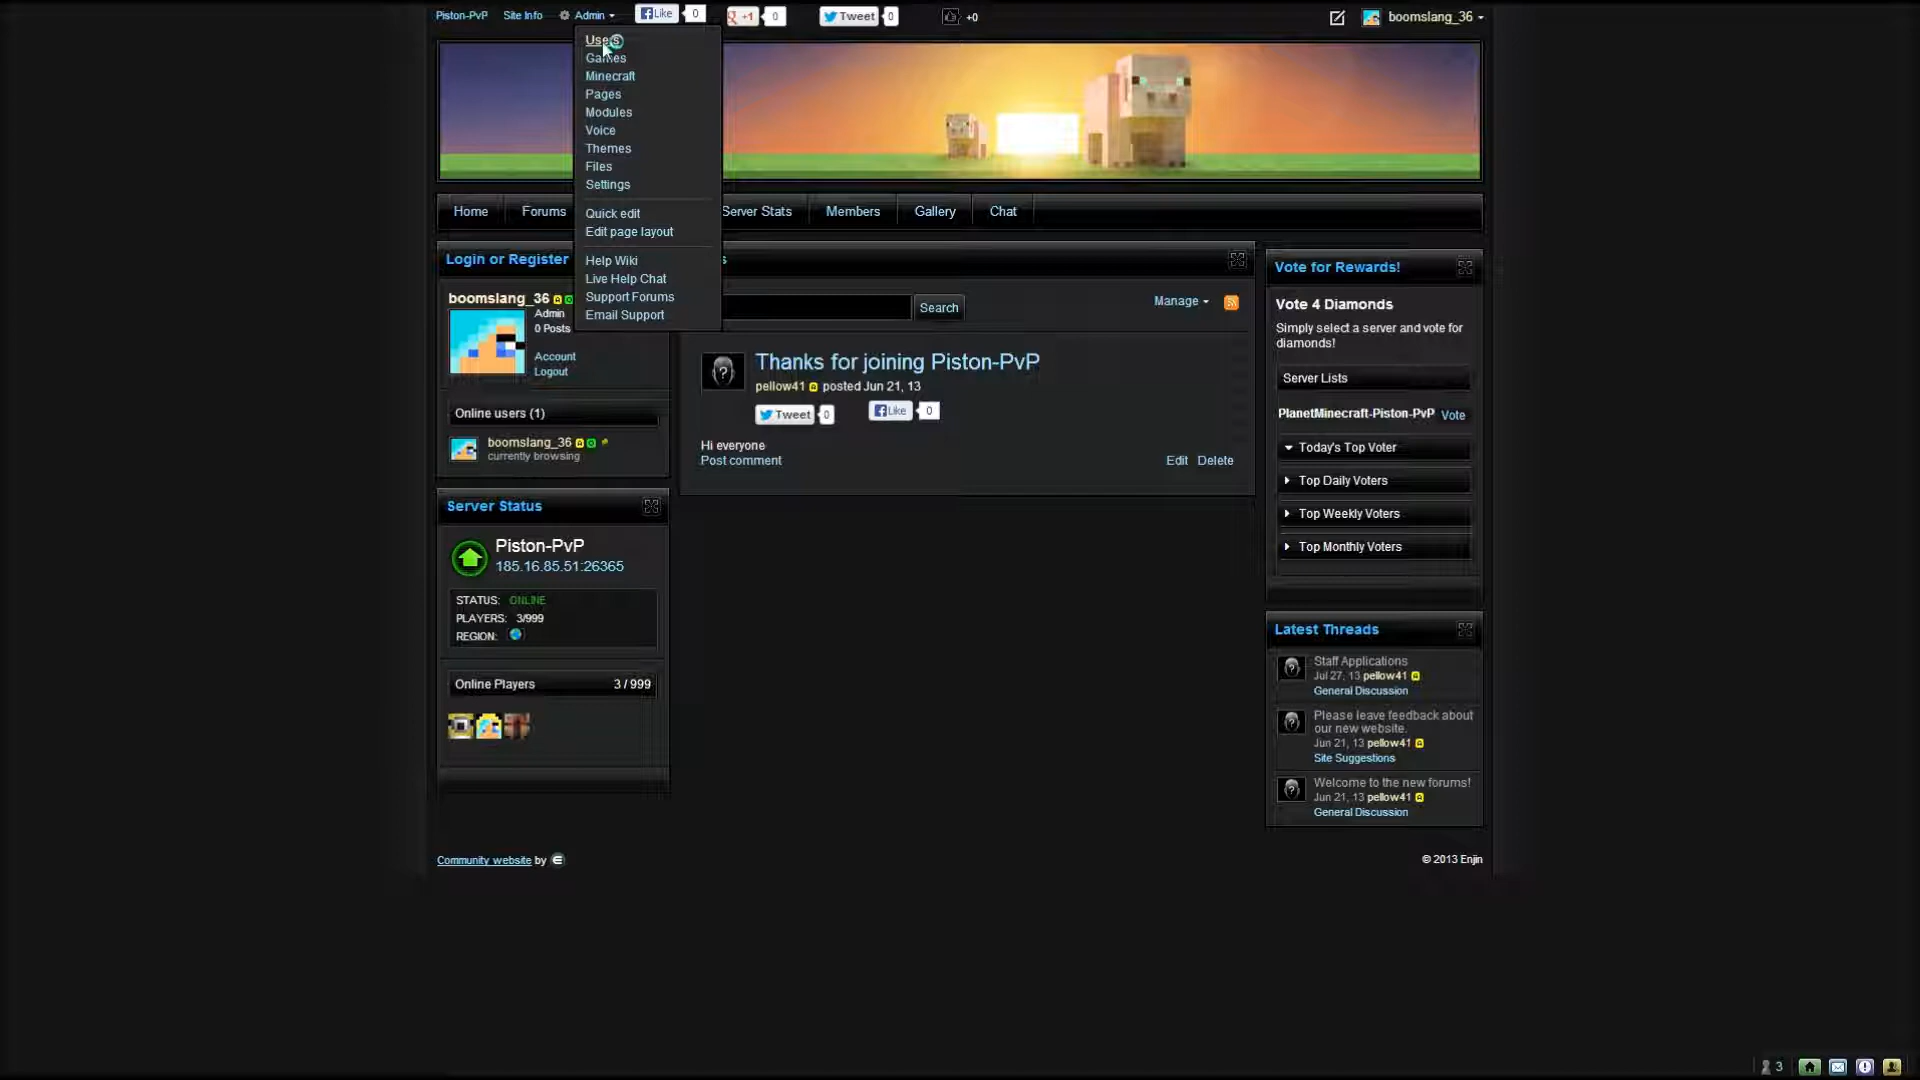 Piston-PvP Site Info Admin Like 0 +1 0 Tweet 0 +0 boomslang_36
Users
Games
Minecraft
Pages
Modules
Voice
Themes
Files
Settings
Quick edit
Edit page layout
Help Wiki
Live Help Chat
Support Forums
Email Support
Home Forums Server Stats Members Gallery Chat
Login or Register
boomslang_36
Admin
0 Posts
Account
Logout
Online users (1)
boomslang_36
currently browsing
Server Status
Piston-PvP
185.16.85.51:26365
STATUS: ONLINE
PLAYERS: 3/999
REGION:
Online Players 3 / 999
Search
Manage
Thanks for joining Piston-PvP
pellow41 posted Jun 21, 13
Tweet 0 Like 0
Hi everyone
Post comment Edit Delete
Vote for Rewards!
Vote 4 Diamonds
Simply select a server and vote for
diamonds!
Server Lists
PlanetMinecraft-Piston-PvP Vote
Today's Top Voter
Top Daily Voters
Top Weekly Voters
Top Monthly Voters
Latest Threads
Staff Applications
Jul 27, 13 pellow41
General Discussion
Please leave feedback about
our new website.
Jun 21, 13 pellow41
Site Suggestions
Welcome to the new forums!
Jun 21, 13 pellow41
General Discussion
Community website by
© 2013 Enjin
3